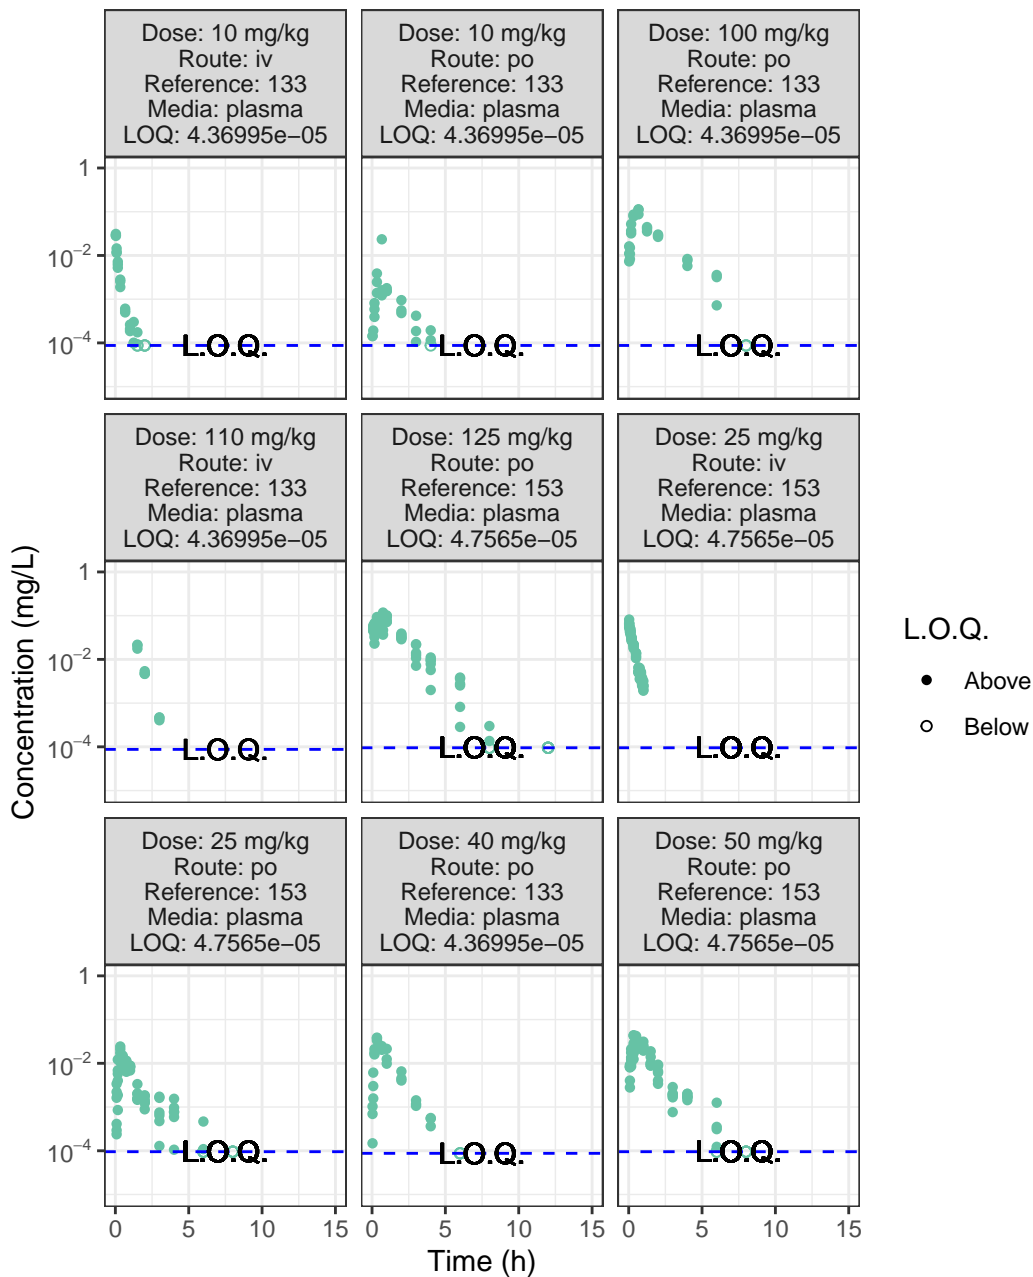 Dose: 10 mg/kg
Route: iv
Reference: 133
Media: plasma
LOQ: 4.36995e−05
Dose: 10 mg/kg
Route: po
Reference: 133
Media: plasma
LOQ: 4.36995e−05
Dose: 100 mg/kg
Route: po
Reference: 133
Media: plasma
LOQ: 4.36995e−05
1
10−2
10−4
L.O.Q.
L.O.Q.
L.O.Q.
Dose: 110 mg/kg
Route: iv
Reference: 133
Media: plasma
LOQ: 4.36995e−05
Dose: 125 mg/kg
Route: po
Reference: 153
Media: plasma
LOQ: 4.7565e−05
Dose: 25 mg/kg
Route: iv
Reference: 153
Media: plasma
LOQ: 4.7565e−05
1
10−2
10−4
L.O.Q.
L.O.Q.
L.O.Q.
Dose: 25 mg/kg
Route: po
Reference: 153
Media: plasma
LOQ: 4.7565e−05
Dose: 40 mg/kg
Route: po
Reference: 133
Media: plasma
LOQ: 4.36995e−05
Dose: 50 mg/kg
Route: po
Reference: 153
Media: plasma
LOQ: 4.7565e−05
1
10−2
10−4
L.O.Q.
L.O.Q.
L.O.Q.
0 5 10 15
0 5 10 15
0 5 10 15
Time (h)
Concentration (mg/L)
L.O.Q.
Above
Below